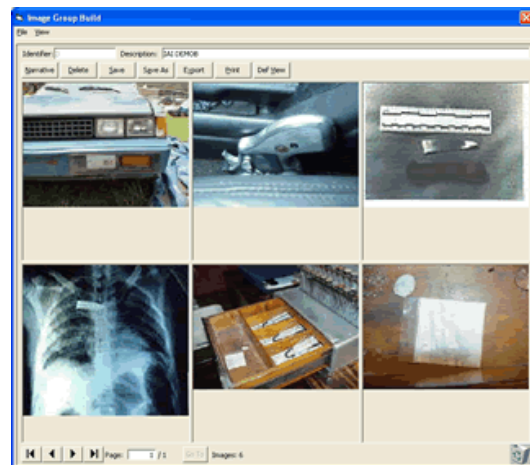 Image Group Build
File View
Identifier: Description: IAI DEMOB
Narrative Delete Save Save As Export Print Def View
Page: 1 / 1 Go To Images: 6